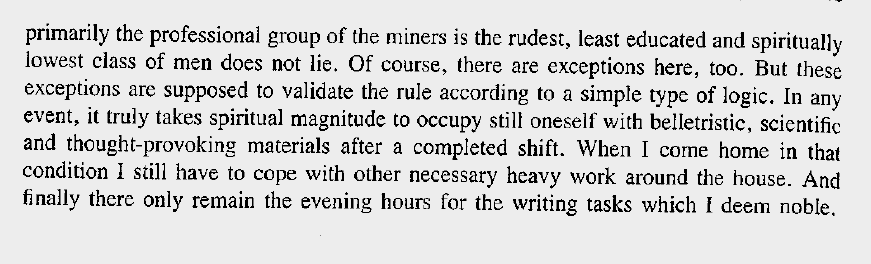 primarily the professional group of the miners is the rudest, least educated and spiritually
lowest class of men does not lie. Of course, there are exceptions here, too. But these
exceptions are supposed to validate the rule according to a simple type of logic. In any
event, it truly takes spiritual magnitude to occupy still oneself with belletristic, scientific
and thought-provoking materials after a completed shift. When I come home in that
condition I still have to cope with other necessary heavy work around the house. And
finally there only remain the evening hours for the writing tasks which I deem noble.